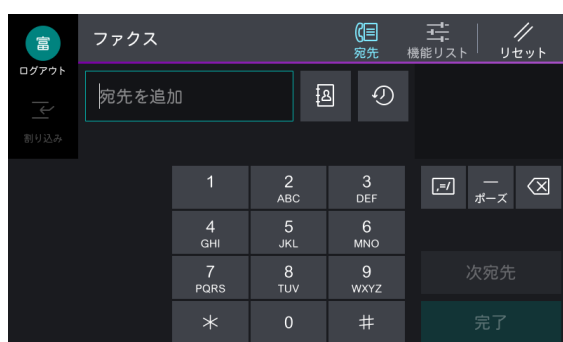 富
ファクス
宛先
機能リスト
リセット
ログアウト
宛先を追加
割り込み
1
2
ABC
3
DEF
,=/
ポーズ
4
GHI
5
JKL
6
MNO
7
PQRS
8
TUV
9
WXYZ
次宛先
*
0
#
完了